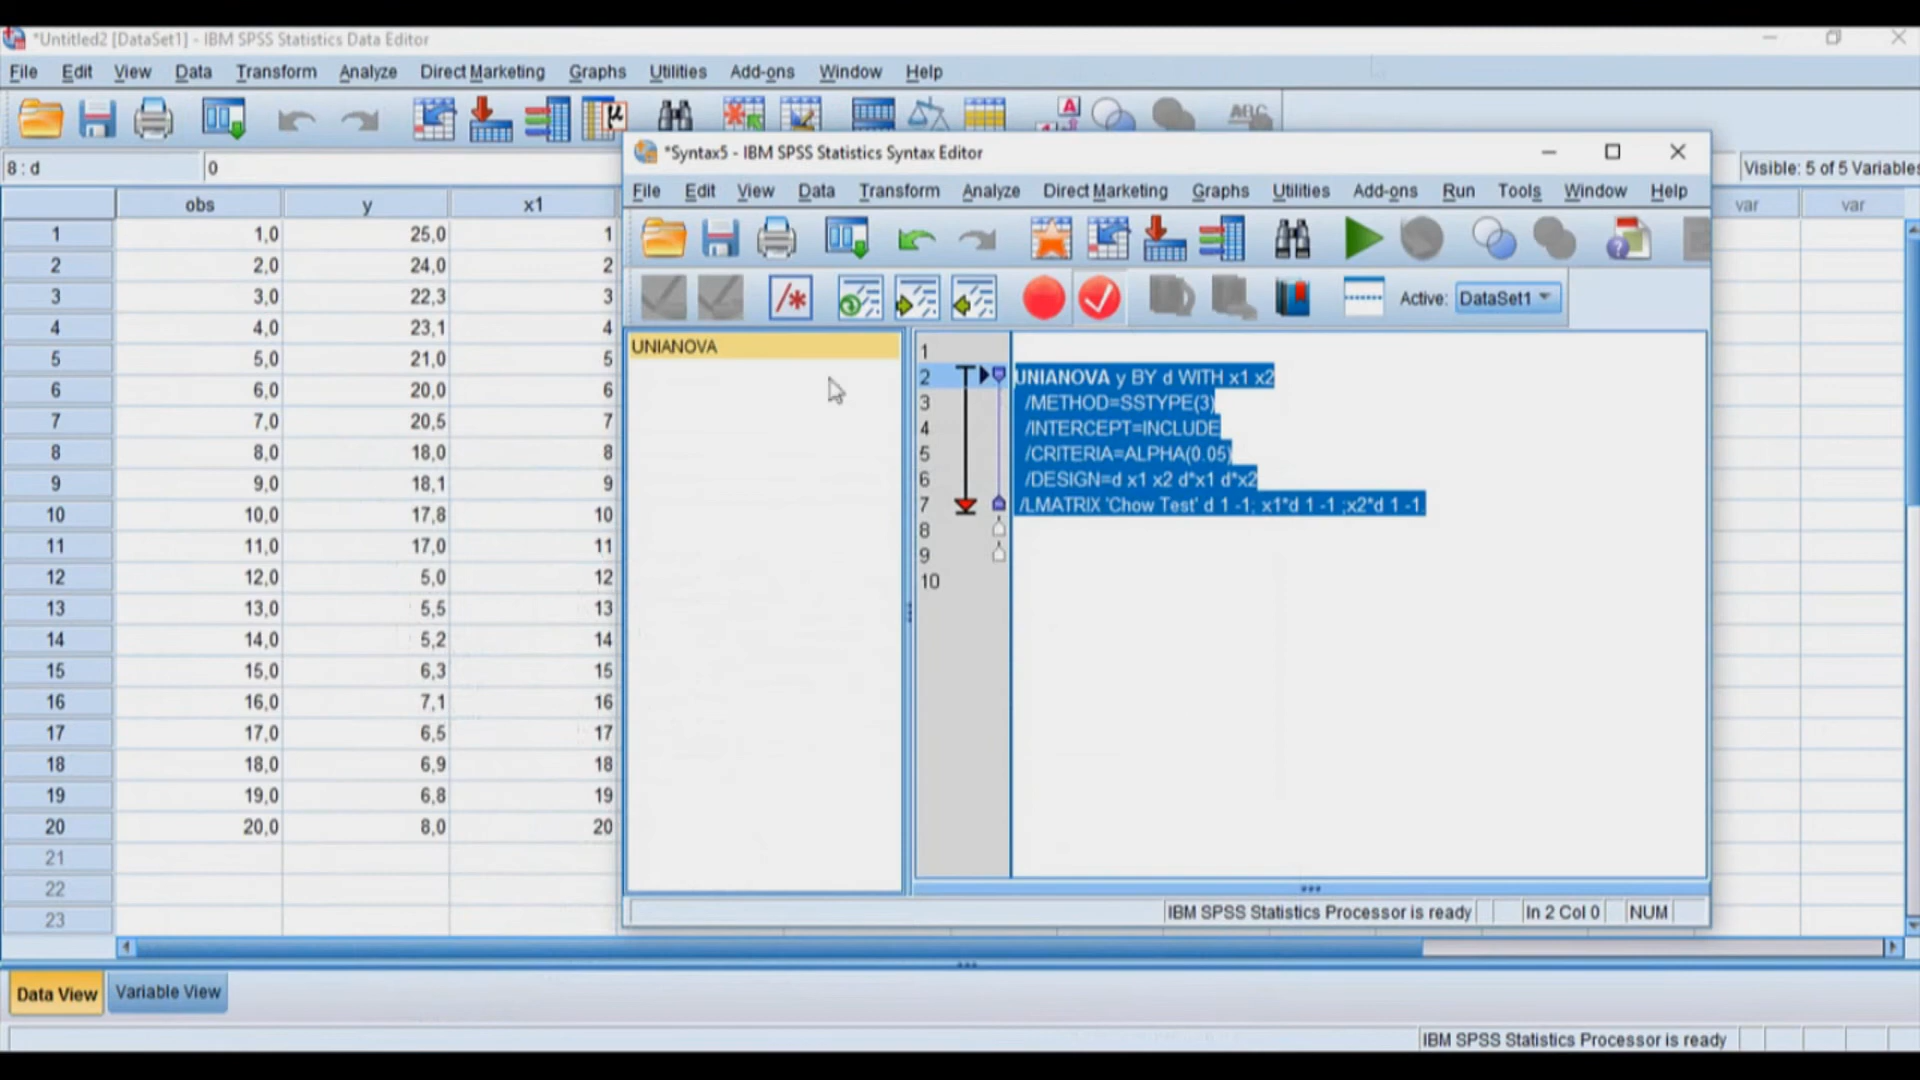 *Untitled2 [DataSet1] - IBM SPSS Statistics Data Editor
File Edit View Data Transform Analyze Direct Marketing Graphs Utilities Add-ons Window Help
8 : d 0
Visible: 5 of 5 Variables
obs y x1 var var
1 1,0 25,0 1
2 2,0 24,0 2
3 3,0 22,3 3
4 4,0 23,1 4
5 5,0 21,0 5
6 6,0 20,0 6
7 7,0 20,5 7
8 8,0 18,0 8
9 9,0 18,1 9
10 10,0 17,8 10
11 11,0 17,0 11
12 12,0 5,0 12
13 13,0 5,5 13
14 14,0 5,2 14
15 15,0 6,3 15
16 16,0 7,1 16
17 17,0 6,5 17
18 18,0 6,9 18
19 19,0 6,8 19
20 20,0 8,0 20
21
22
23
Data View Variable View
IBM SPSS Statistics Processor is ready
*Syntax5 - IBM SPSS Statistics Syntax Editor
File Edit View Data Transform Analyze Direct Marketing Graphs Utilities Add-ons Run Tools Window Help
Active: DataSet1
UNIANOVA
1
2 UNIANOVA y BY d WITH x1 x2
3 /METHOD=SSTYPE(3)
4 /INTERCEPT=INCLUDE
5 /CRITERIA=ALPHA(0.05)
6 /DESIGN=d x1 x2 d*x1 d*x2
7 /LMATRIX 'Chow Test' d 1 -1; x1*d 1 -1 ;x2*d 1 -1.
8
9
10
IBM SPSS Statistics Processor is ready In 2 Col 0 NUM